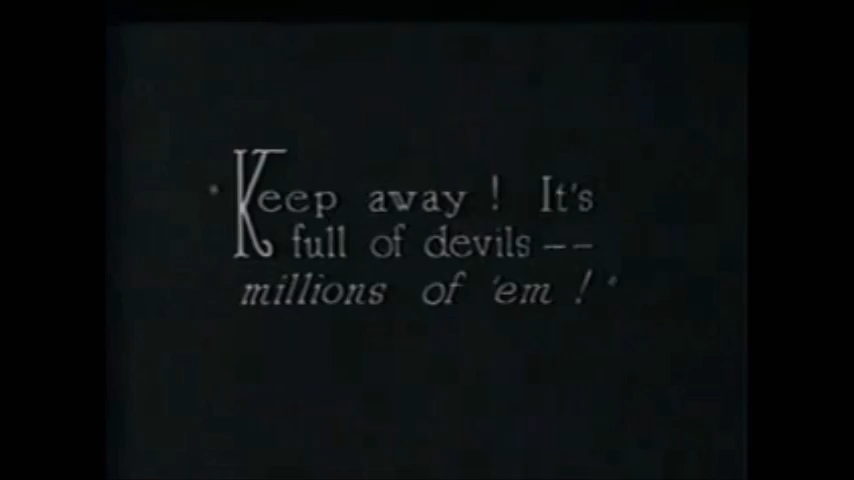 "Keep away! It's
full of devils--
millions of 'em!"